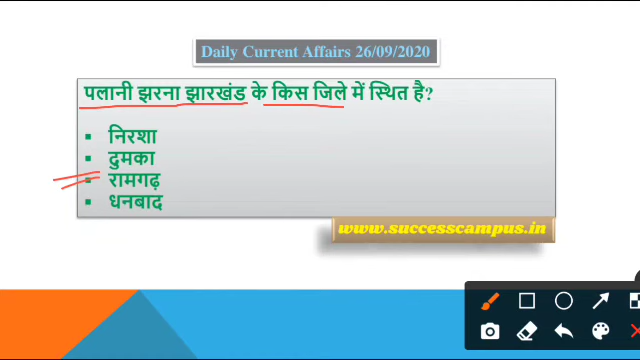 Daily Current Affairs 26/09/2020
पलानी झरना झारखंड के किस जिले में स्थित है?
▪ निरशा
▪ दुमका
▪ रामगढ़
▪ धनबाद
www.successcampus.in